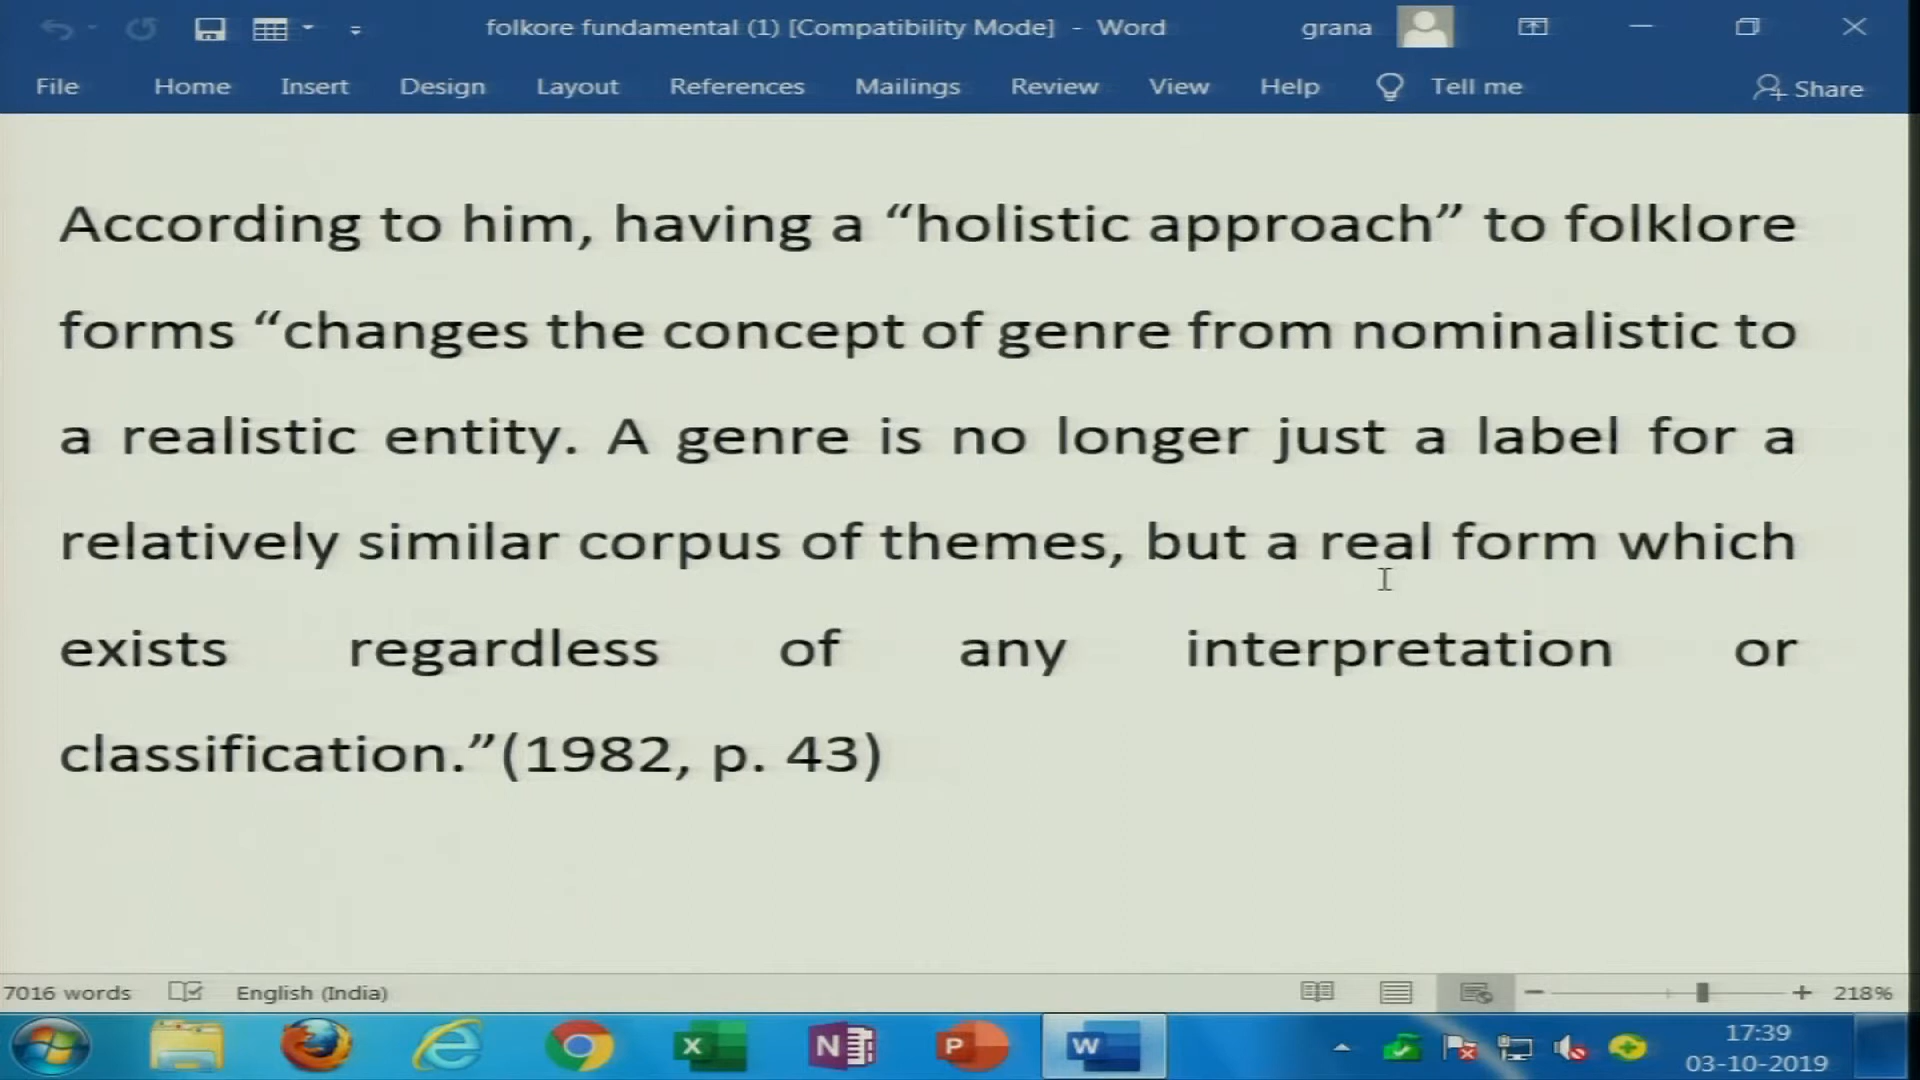 folkore fundamental (1) [Compatibility Mode] - Word
grana
File Home Insert Design Layout References Mailings Review View Help Tell me Share
According to him, having a “holistic approach” to folklore
forms “changes the concept of genre from nominalistic to
a realistic entity. A genre is no longer just a label for a
relatively similar corpus of themes, but a real form which
exists regardless of any interpretation or
classification.”(1982, p. 43)
7016 words English (India) 218%
17:39
03-10-2019